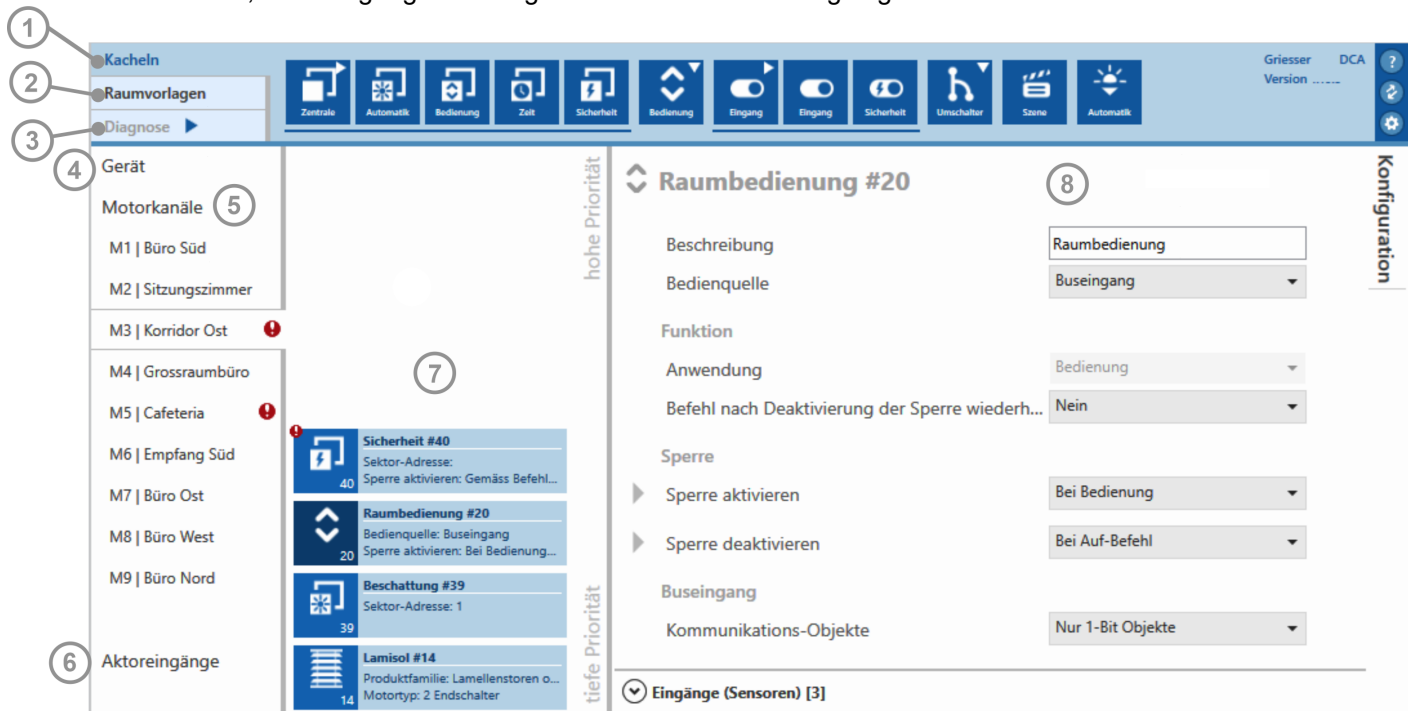 1
Kacheln
2
Raumvorlagen
3
Diagnose
Zentrale
Automatik
Bedienung
Zeit
Sicherheit
Bedienung
Eingang
Eingang
Sicherheit
Umschalter
Szene
Automatik
Griesser DCA
Version
?
4
Gerät
Motorkanäle
5
M1 | Büro Süd
M2 | Sitzungszimmer
M3 | Korridor Ost
M4 | Grossraumbüro
M5 | Cafeteria
M6 | Empfang Süd
M7 | Büro Ost
M8 | Büro West
M9 | Büro Nord
6
Aktoreingänge
hohe Priorität
7
40
Sicherheit #40
Sektor-Adresse:
Sperre aktivieren: Gemäss Befehl...
20
Raumbedienung #20
Bedienquelle: Buseingang
Sperre aktivieren: Bei Bedienung...
39
Beschattung #39
Sektor-Adresse: 1
14
Lamisol #14
Produktfamilie: Lamellenstoren o...
Motortyp: 2 Endschalter
tiefe Priorität
Raumbedienung #20
8
Beschreibung Raumbedienung
Bedienquelle Buseingang
Funktion
Anwendung Bedienung
Befehl nach Deaktivierung der Sperre wiederh... Nein
Sperre
Sperre aktivieren Bei Bedienung
Sperre deaktivieren Bei Auf-Befehl
Buseingang
Kommunikations-Objekte Nur 1-Bit Objekte
Eingänge (Sensoren) [3]
Konfiguration